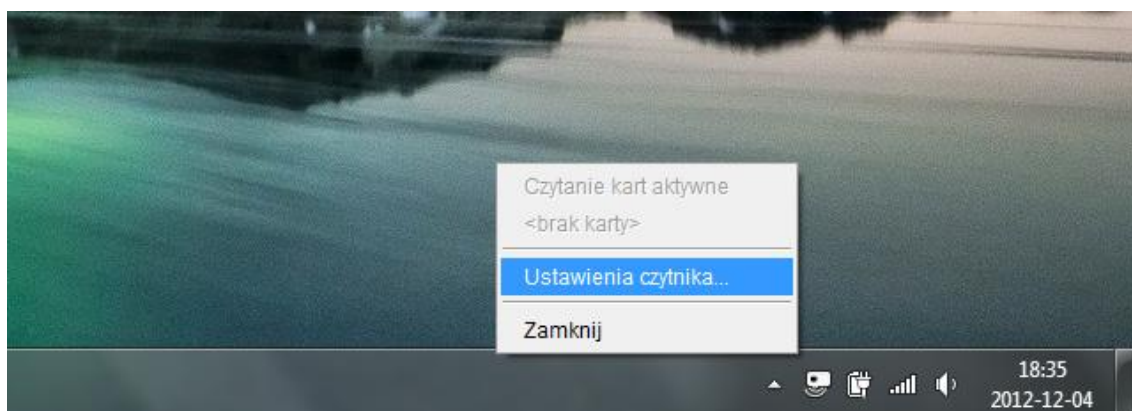 Czytanie kart aktywne
<brak karty>
Ustawienia czytnika...
Zamknij
18:35
2012-12-04